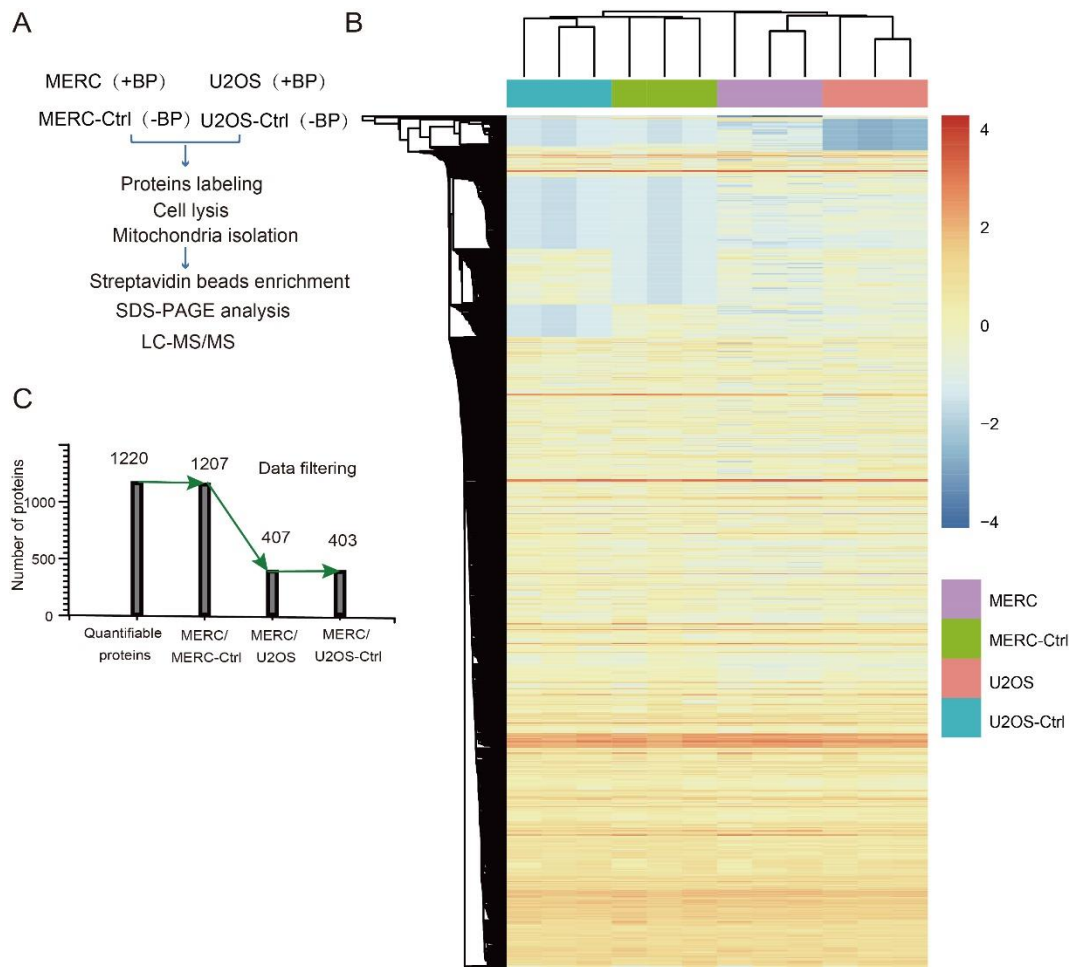 A
MERC (+BP) U2OS (+BP)
MERC-Ctrl (-BP) U2OS-Ctrl (-BP)
Proteins labeling
Cell lysis
Mitochondria isolation
Streptavidin beads enrichment
SDS-PAGE analysis
LC-MS/MS
B
4
2
0
−2
−4
MERC
MERC-Ctrl
U2OS
U2OS-Ctrl
C
Data filtering
1220
1207
407
403
Number of proteins
1000
500
0
Quantifiable
proteins
MERC/
MERC-Ctrl
MERC/
U2OS
MERC/
U2OS-Ctrl